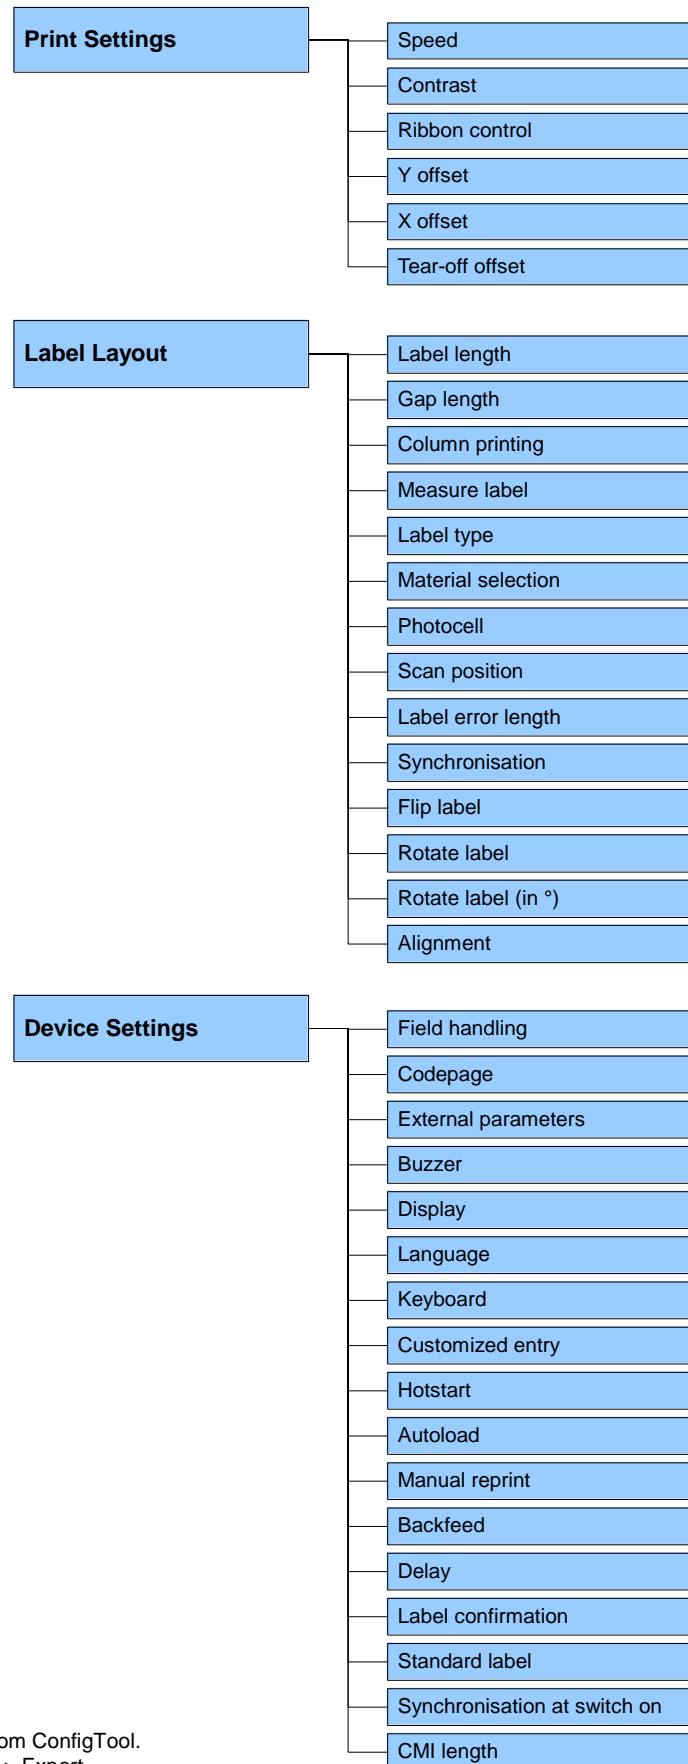 Print Settings
Speed
Contrast
Ribbon control
Y offset
X offset
Tear-off offset
Label Layout
Label length
Gap length
Column printing
Measure label
Label type
Material selection
Photocell
Scan position
Label error length
Synchronisation
Flip label
Rotate label
Rotate label (in °)
Alignment
Device Settings
Field handling
Codepage
External parameters
Buzzer
Display
Language
Keyboard
Customized entry
Hotstart
Autoload
Manual reprint
Backfeed
Delay
Label confirmation
Standard label
Synchronisation at switch on
CMI length
om ConfigTool.
> Export